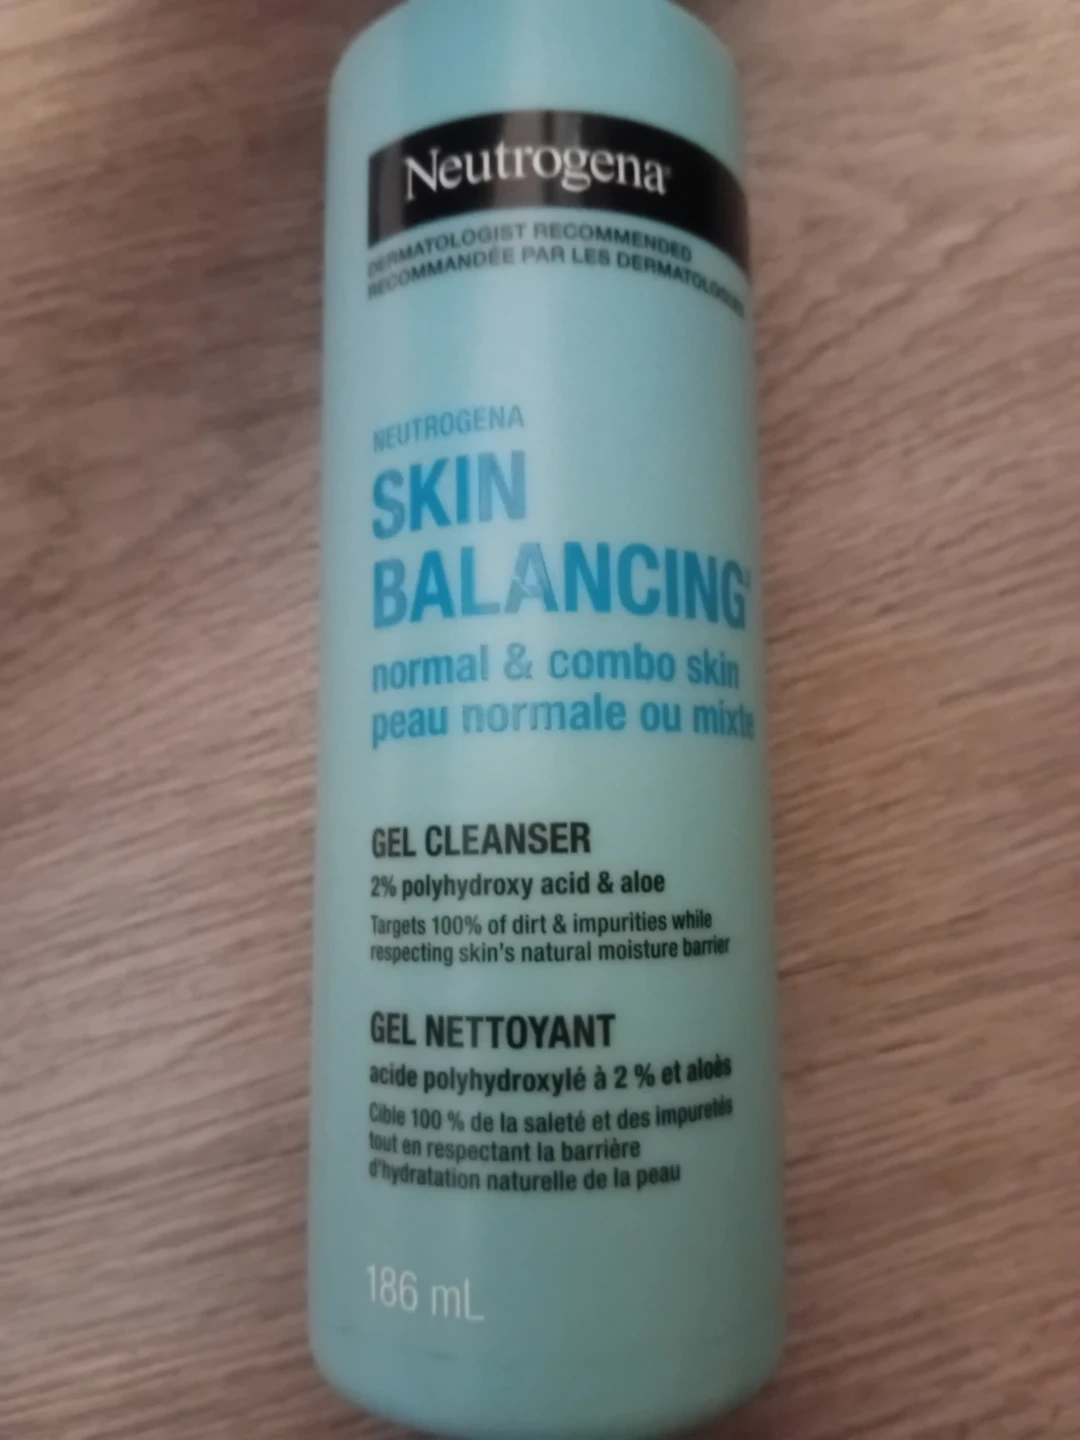 Neutrogena
DERMATOLOGIST RECOMMENDED
RECOMMANDÉE PAR LES DERMATOLOGUES
NEUTROGENA
SKIN
BALANCING
normal & combo skin
peau normale ou mixte
GEL CLEANSER
2% polyhydroxy acid & aloe
Targets 100% of dirt & impurities while
respecting skin's natural moisture barrier
GEL NETTOYANT
acide polyhydroxylé à 2 % et aloès
Cible 100 % de la saleté et des impuretés
tout en respectant la barrière
d'hydratation naturelle de la peau
186 mL